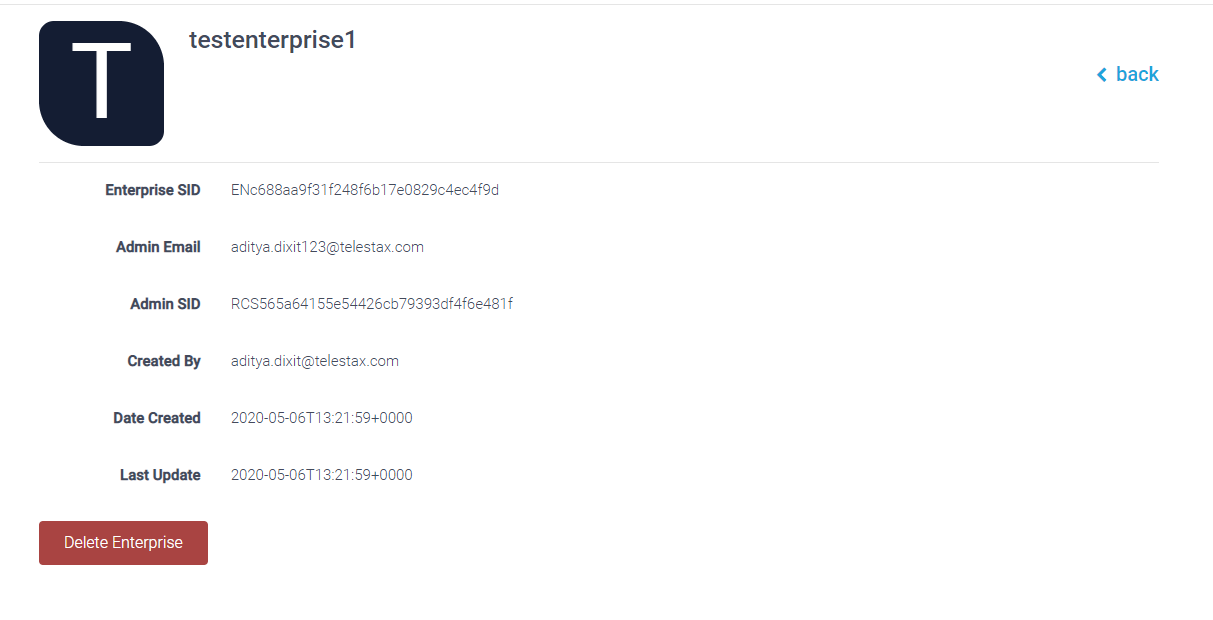 T
testenterprise1
back
Enterprise SID ENc688aa9f31f248f6b17e0829c4ec4f9d
Admin Email aditya.dixit123@telestax.com
Admin SID RCS565a64155e54426cb79393df4f6e481f
Created By aditya.dixit@telestax.com
Date Created 2020-05-06T13:21:59+0000
Last Update 2020-05-06T13:21:59+0000
Delete Enterprise